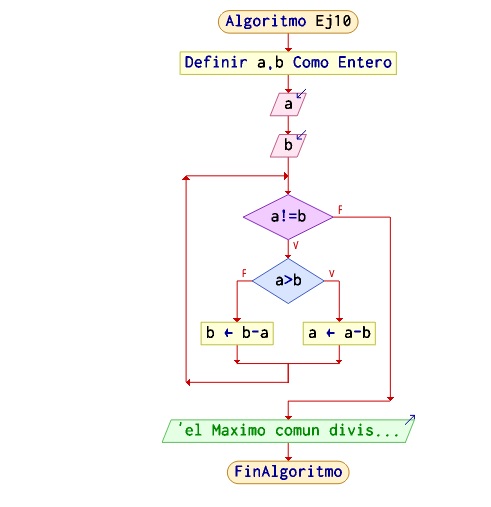 Algoritmo Ej10
Definir a,b Como Entero
a
b
a!=b
F
V
F
a>b
V
b ← b-a
a ← a-b
'el Maximo comun divis...
FinAlgoritmo